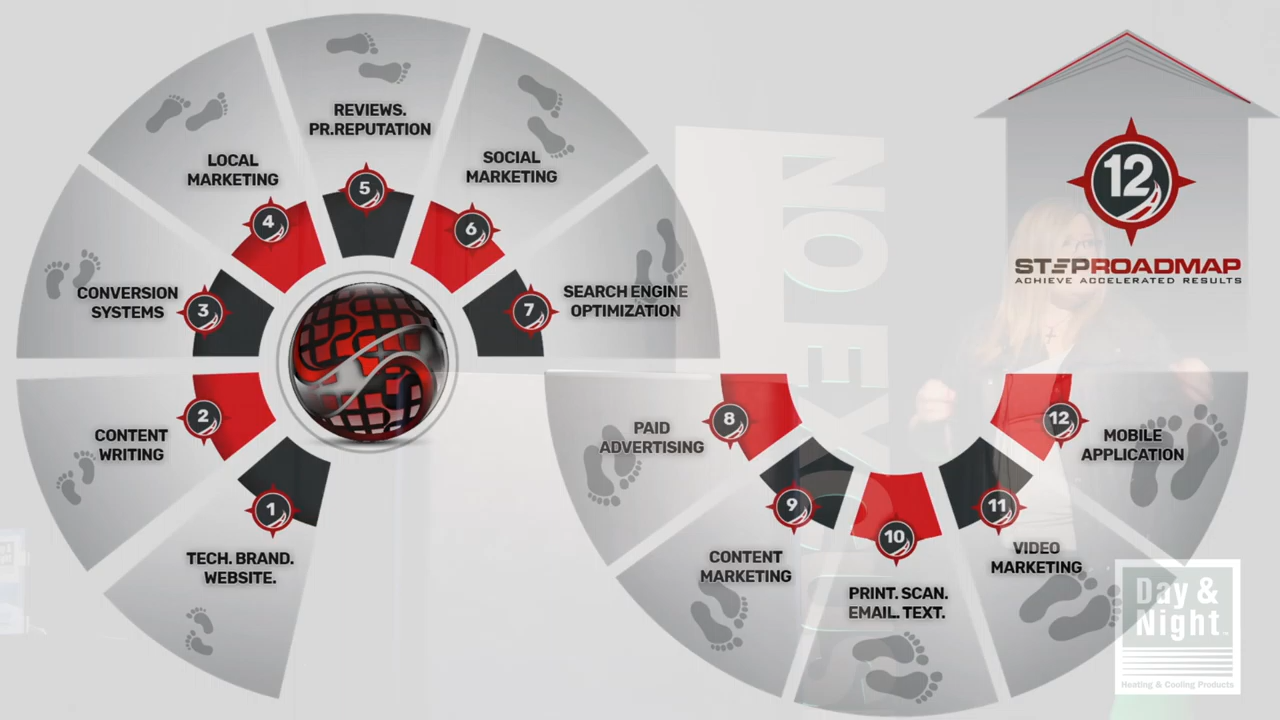 REVIEWS.
PR.REPUTATION
LOCAL
MARKETING
SOCIAL
MARKETING
5
4
6
CONVERSION
SYSTEMS
3
7
SEARCH ENGINE
OPTIMIZATION
CONTENT
WRITING
2
1
TECH. BRAND.
WEBSITE.
PAID
ADVERTISING
8
CONTENT
MARKETING
9
10
PRINT. SCAN.
EMAIL. TEXT.
11
VIDEO
MARKETING
12
MOBILE
APPLICATION
12
STEPROADMAP
ACHIEVE ACCELERATED RESULTS
Day &
Night™
Heating & Cooling Products